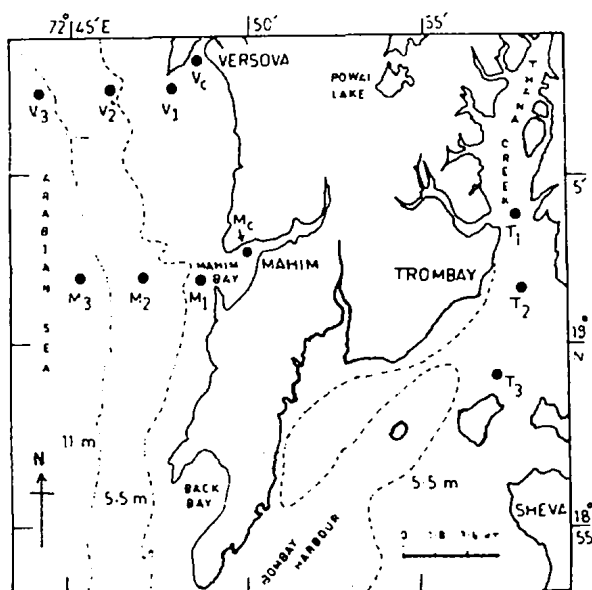 72° 45'E
50'
55'
VERSOVA
Vc
V3
V2
V1
POWAI
LAKE
THANA CREEK
5'
ARABIAN SEA
Mc
MAHIM
MAHIM
BAY
M3
M2
M1
TROMBAY
T1
T2
19°
N
T3
11 m
N
5.5 m
BACK
BAY
5.5 m
SHEVA
BOMBAY
HARBOUR
0
18°
55'